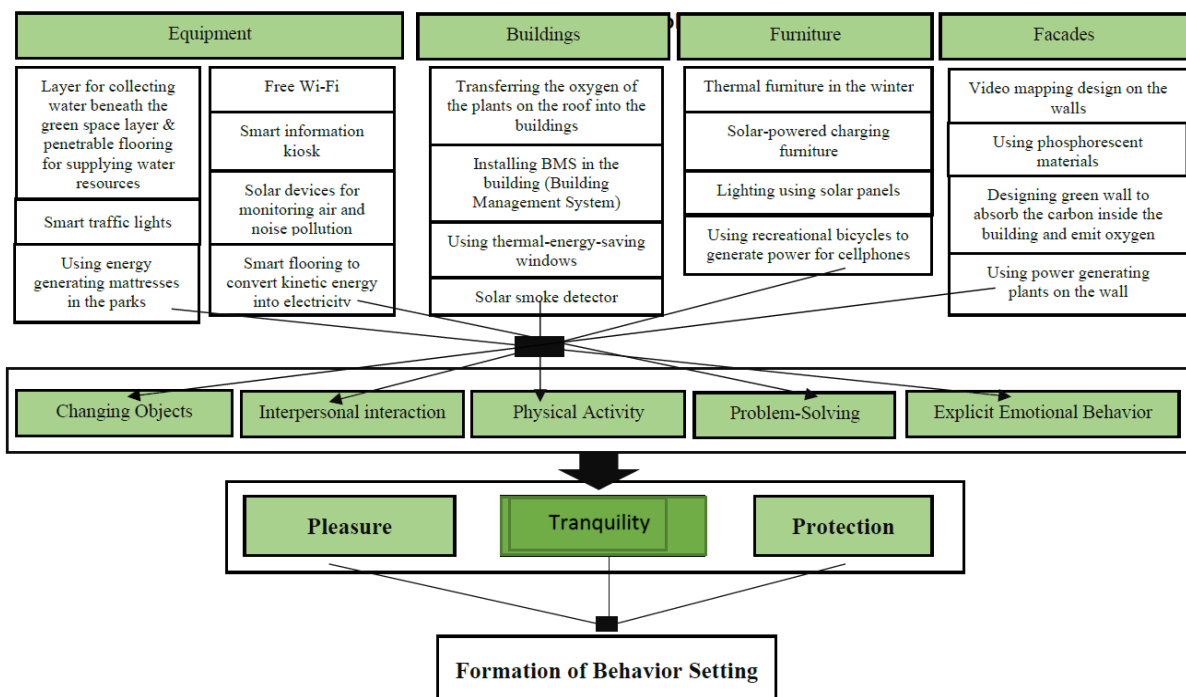 Equipment
Buildings
Furniture
Facades
Layer for collecting
water beneath the
green space layer &
penetrable flooring
for supplying water
resources
Smart traffic lights
Using energy
generating mattresses
in the parks
Free Wi-Fi
Smart information
kiosk
Solar devices for
monitoring air and
noise pollution
Smart flooring to
convert kinetic energy
into electricity
Transferring the oxygen of
the plants on the roof into the
buildings
Installing BMS in the
building (Building
Management System)
Using thermal-energy-saving
windows
Solar smoke detector
Thermal furniture in the winter
Solar-powered charging
furniture
Lighting using solar panels
Using recreational bicycles to
generate power for cellphones
Video mapping design on the
walls
Using phosphorescent
materials
Designing green wall to
absorb the carbon inside the
building and emit oxygen
Using power generating
plants on the wall
Changing Objects
Interpersonal interaction
Physical Activity
Problem-Solving
Explicit Emotional Behavior
Pleasure
Tranquility
Protection
Formation of Behavior Setting